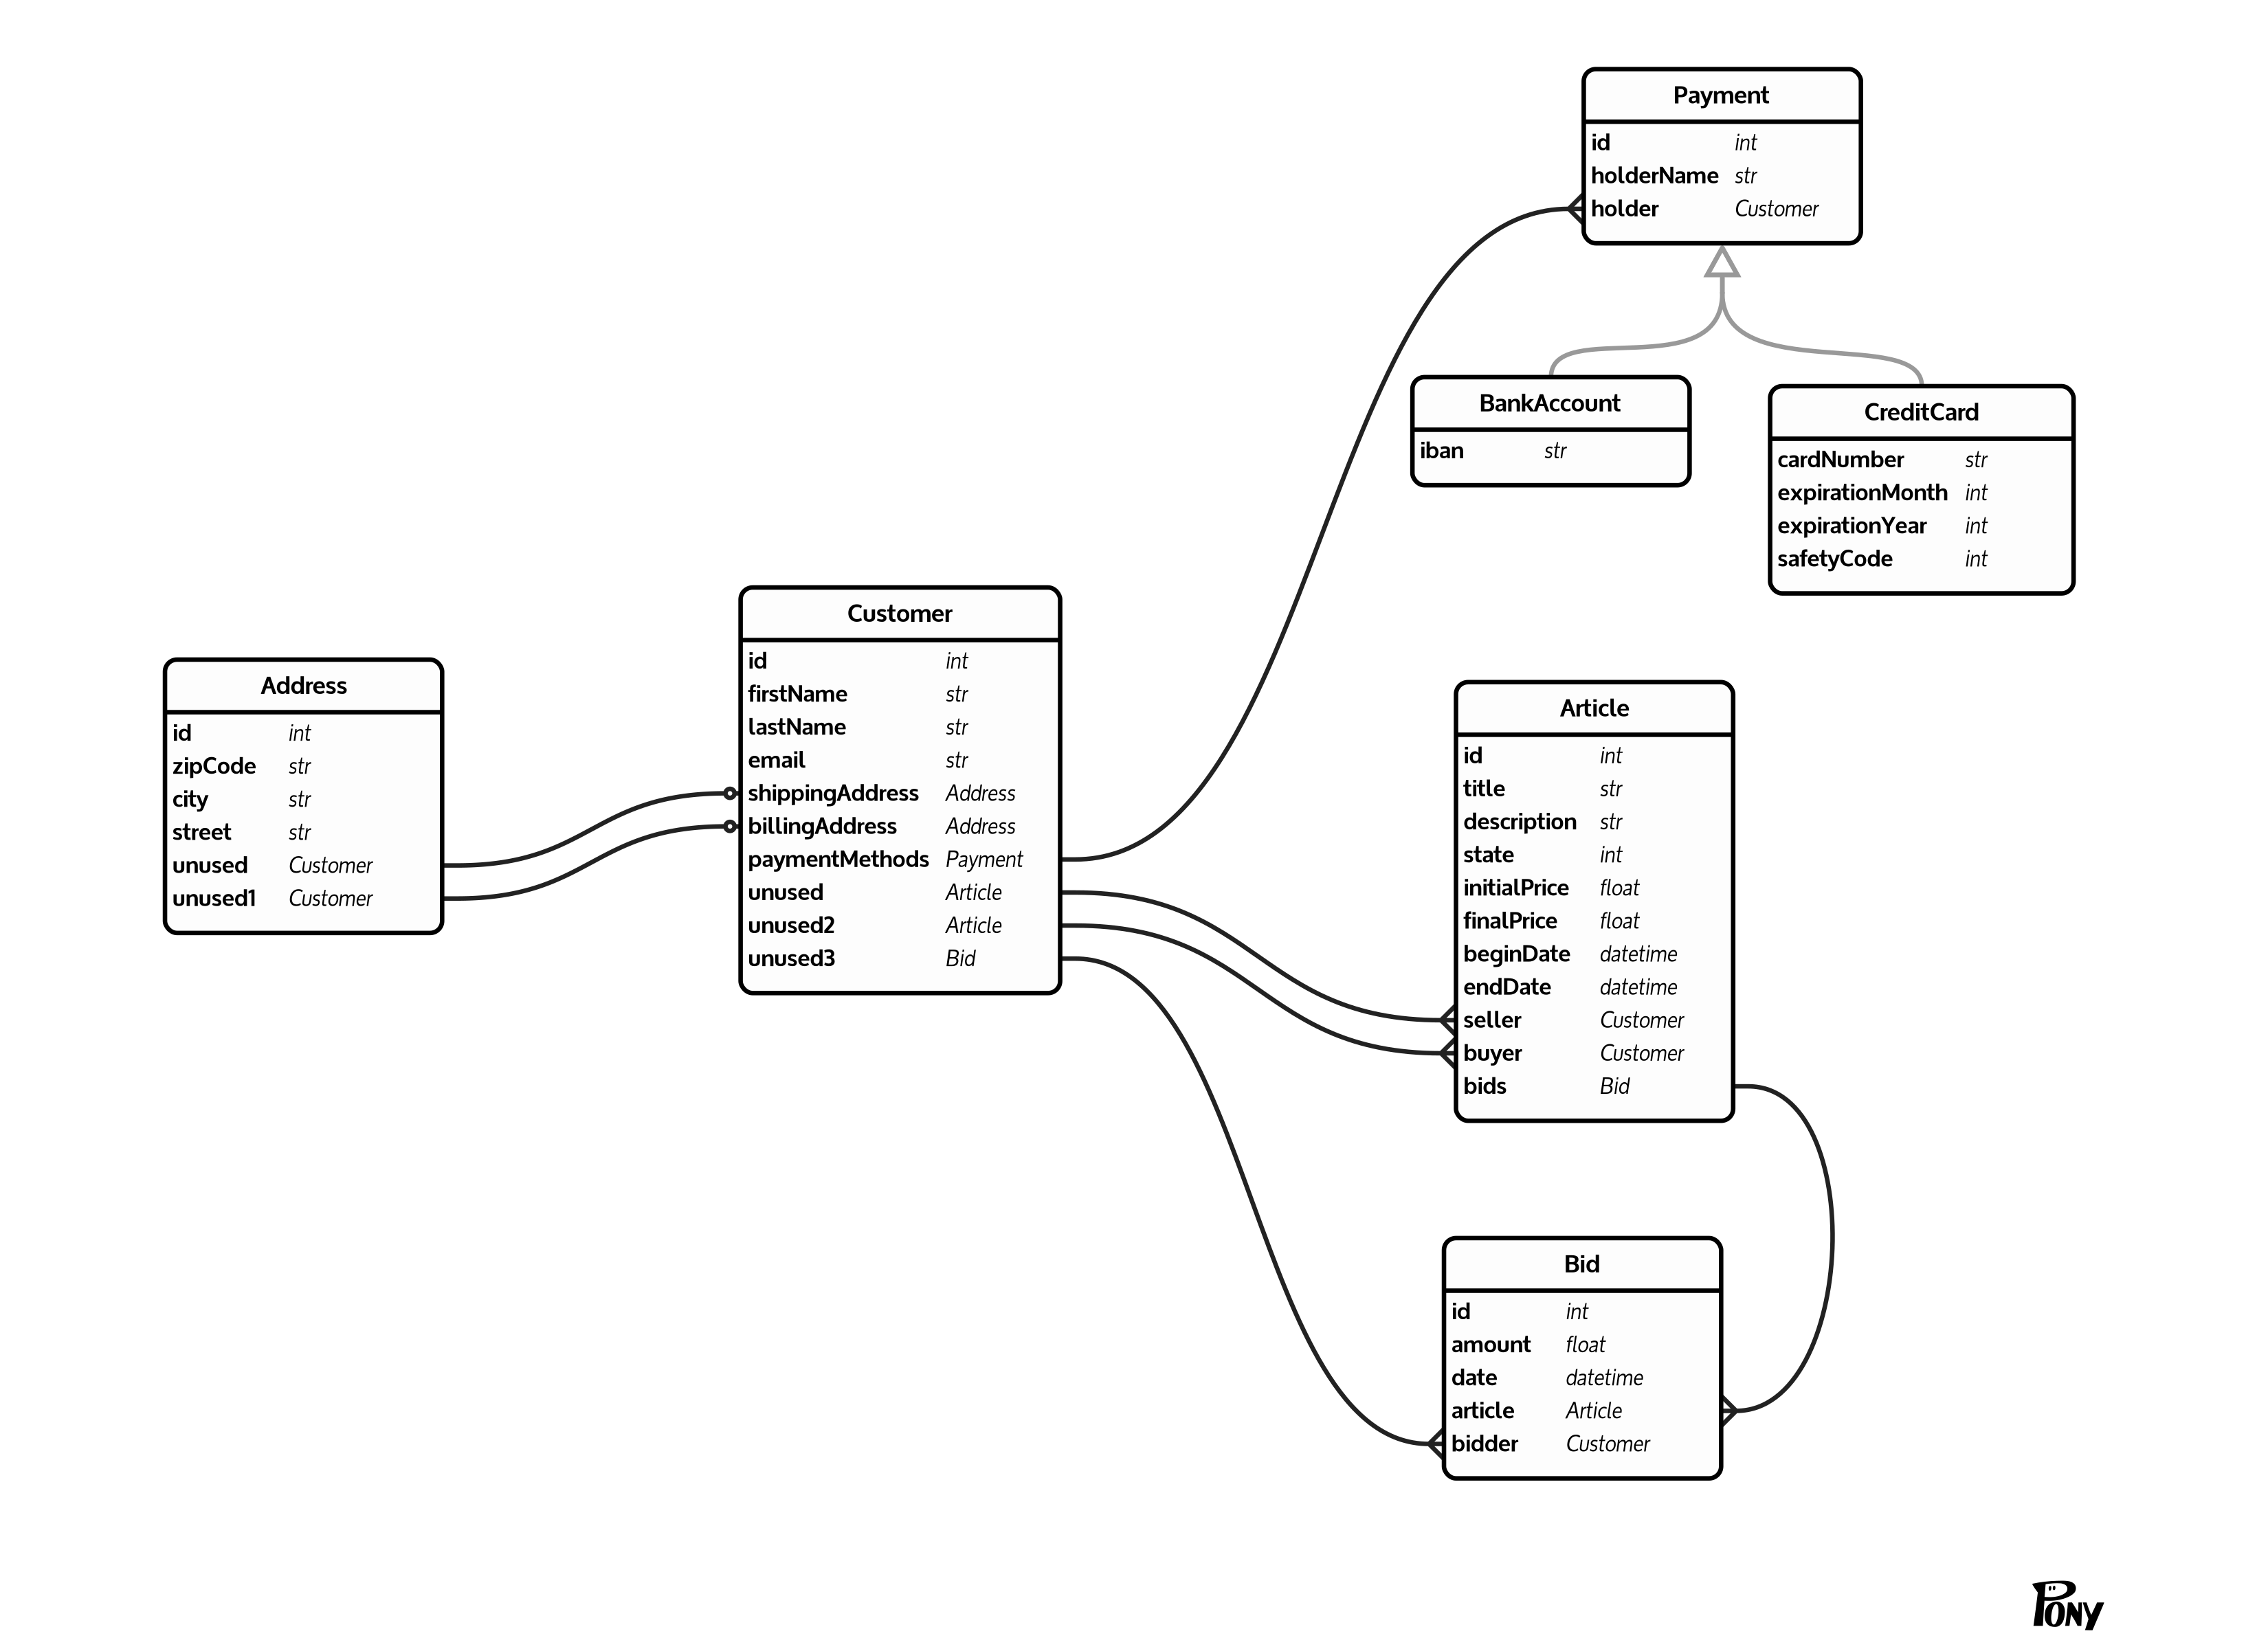 Payment
id int
holderName str
holder Customer
BankAccount
iban str
CreditCard
cardNumber str
expirationMonth int
expirationYear int
safetyCode int
Customer
id int
firstName str
lastName str
email str
shippingAddress Address
billingAddress Address
paymentMethods Payment
unused Article
unused2 Article
unused3 Bid
Address
id int
zipCode str
city str
street str
unused Customer
unused1 Customer
Article
id int
title str
description str
state int
initialPrice float
finalPrice float
beginDate datetime
endDate datetime
seller Customer
buyer Customer
bids Bid
Bid
id int
amount float
date datetime
article Article
bidder Customer
PONY